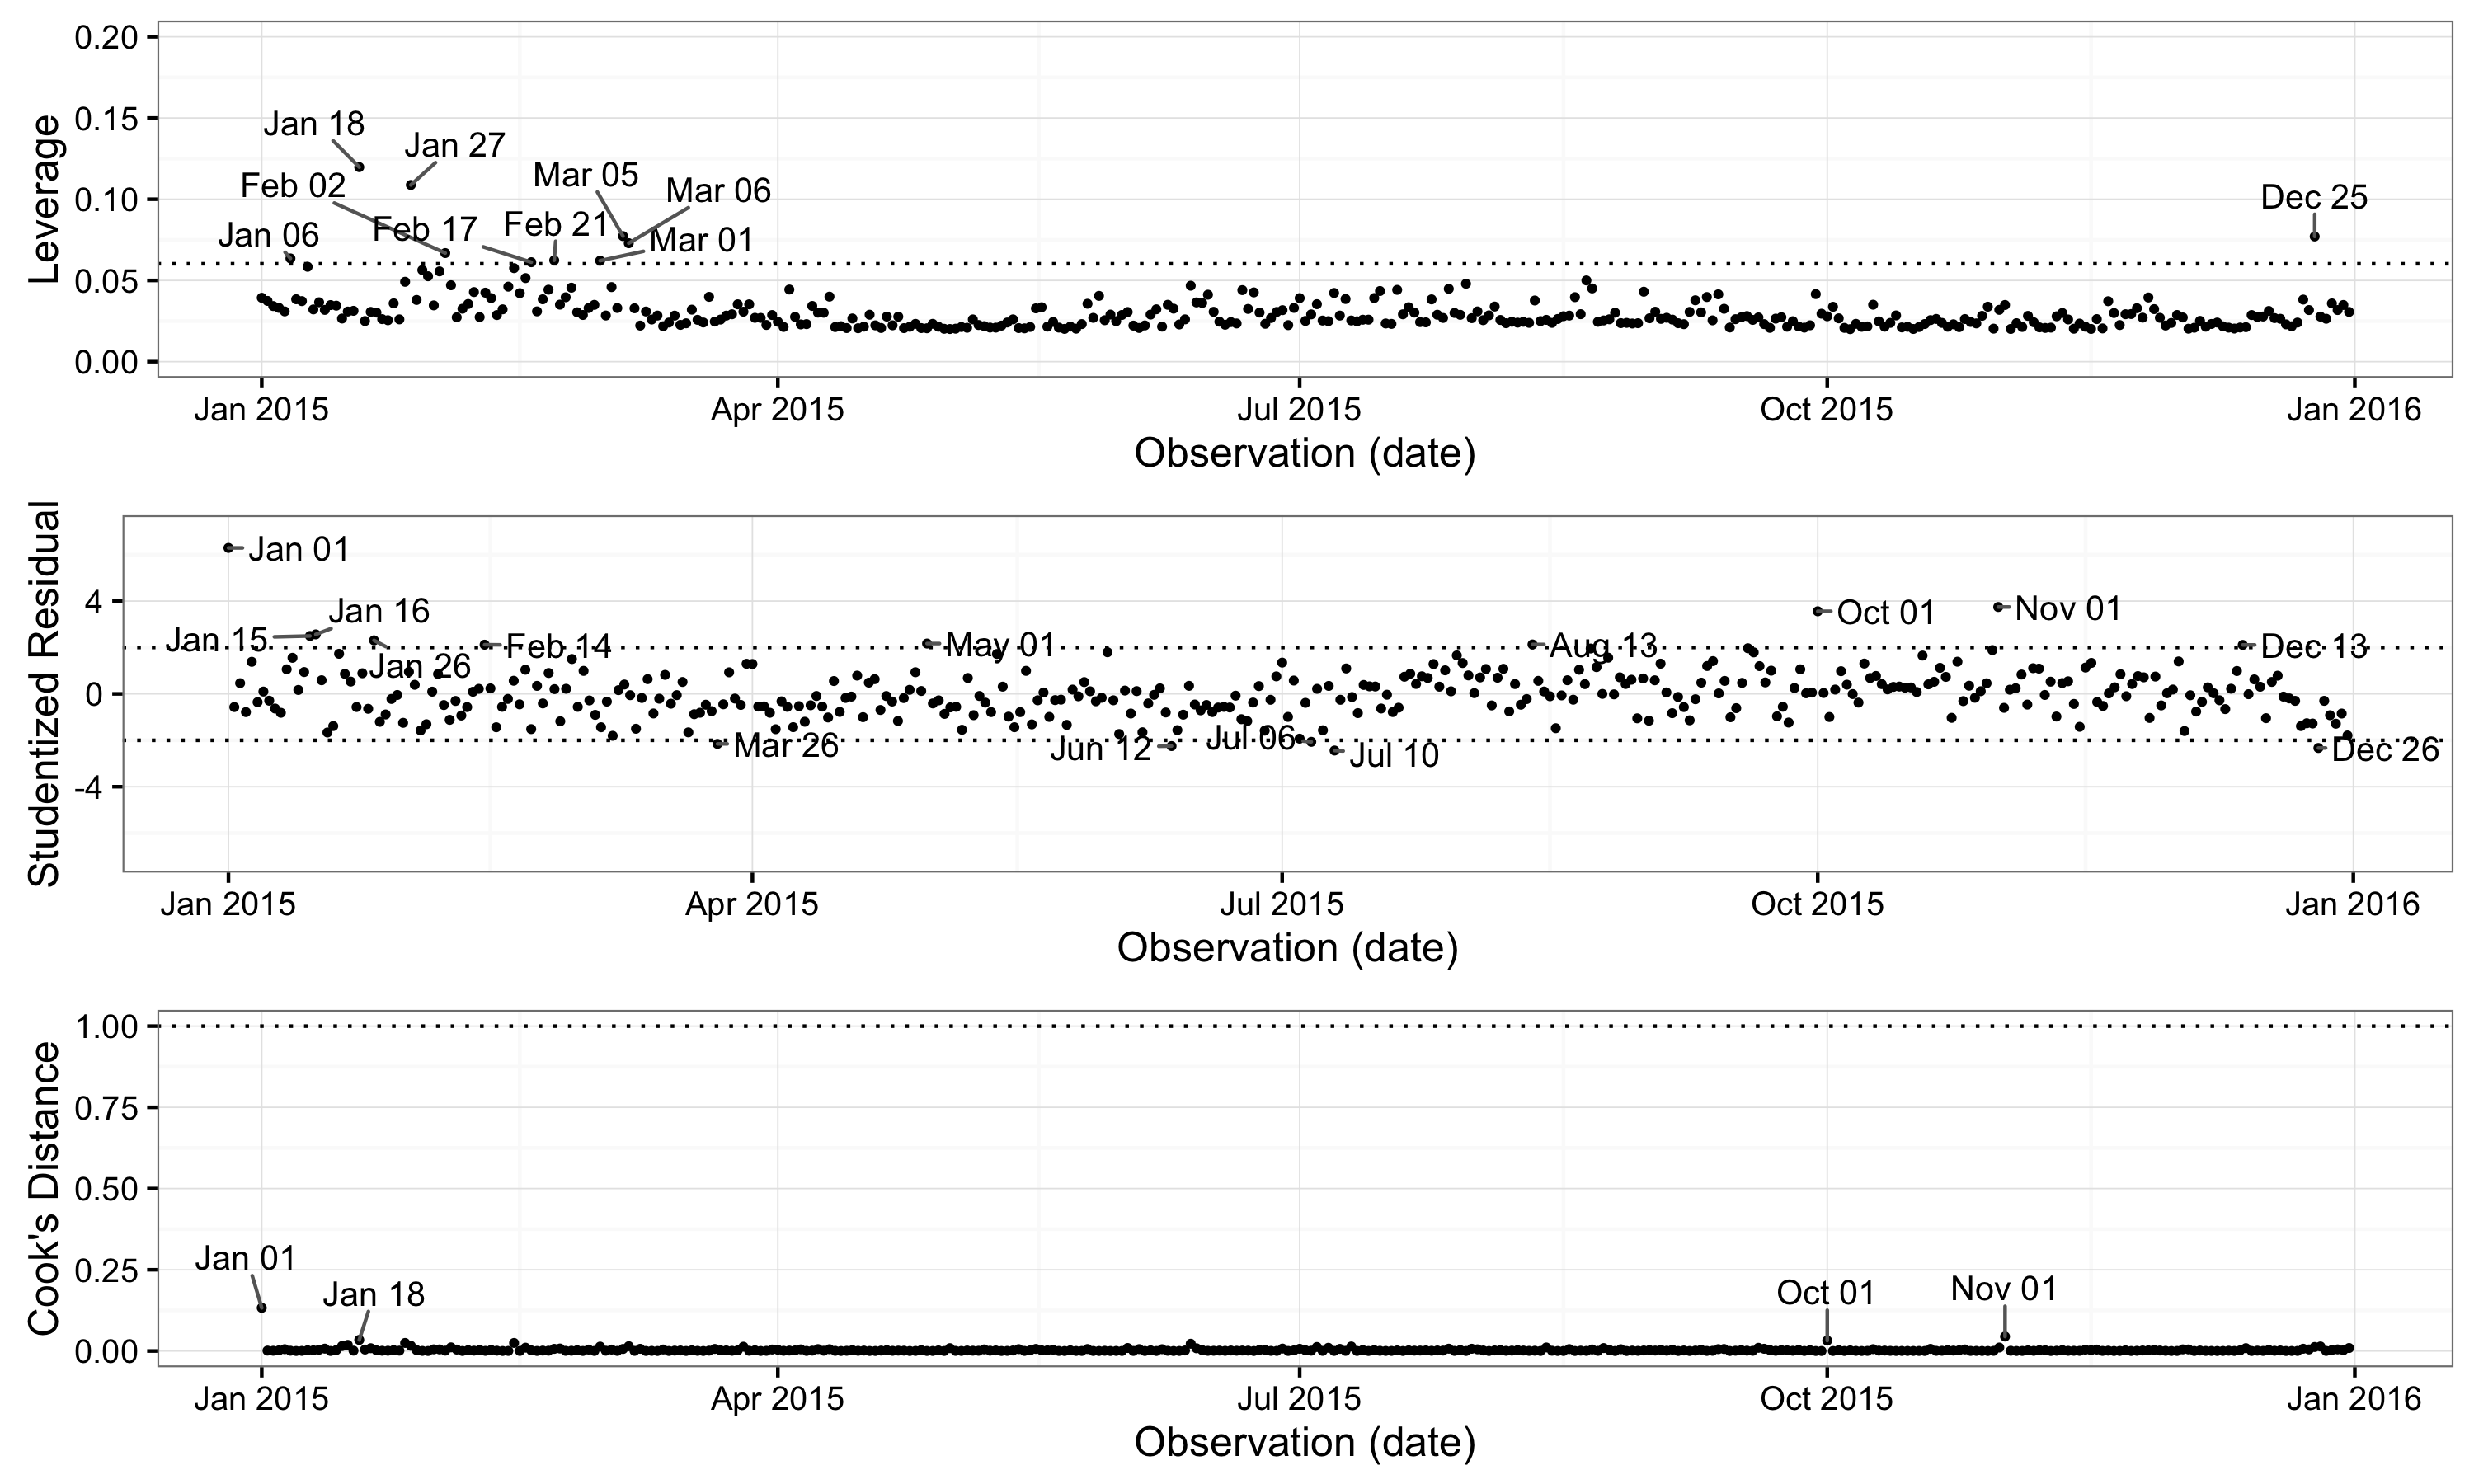 Leverage
0.20
0.15
0.10
0.05
0.00
Jan 18
Jan 27
Feb 02
Mar 05
Mar 06
Jan 06
Feb 17
Feb 21
Mar 01
Dec 25
Jan 2015
Apr 2015
Jul 2015
Oct 2015
Jan 2016
Observation (date)
Studentized Residual
4
0
-4
Jan 01
Jan 15
Jan 16
Jan 26
Feb 14
Mar 26
May 01
Jun 12
Jul 06
Jul 10
Aug 13
Oct 01
Nov 01
Dec 13
Dec 26
Jan 2015
Apr 2015
Jul 2015
Oct 2015
Jan 2016
Observation (date)
Cook's Distance
1.00
0.75
0.50
0.25
0.00
Jan 01
Jan 18
Oct 01
Nov 01
Jan 2015
Apr 2015
Jul 2015
Oct 2015
Jan 2016
Observation (date)